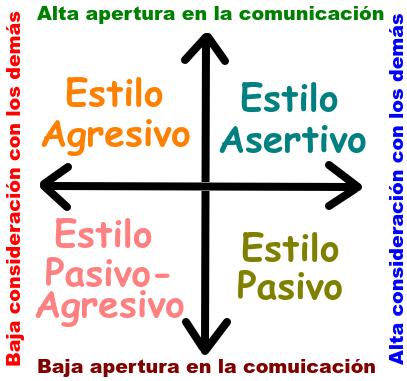 Alta apertura en la comunicación
Baja consideración con los demás
Estilo
Agresivo
Estilo
Asertivo
Estilo
Pasivo-
Agresivo
Estilo
Pasivo
Alta consideración con los demás
Baja apertura en la comuicación